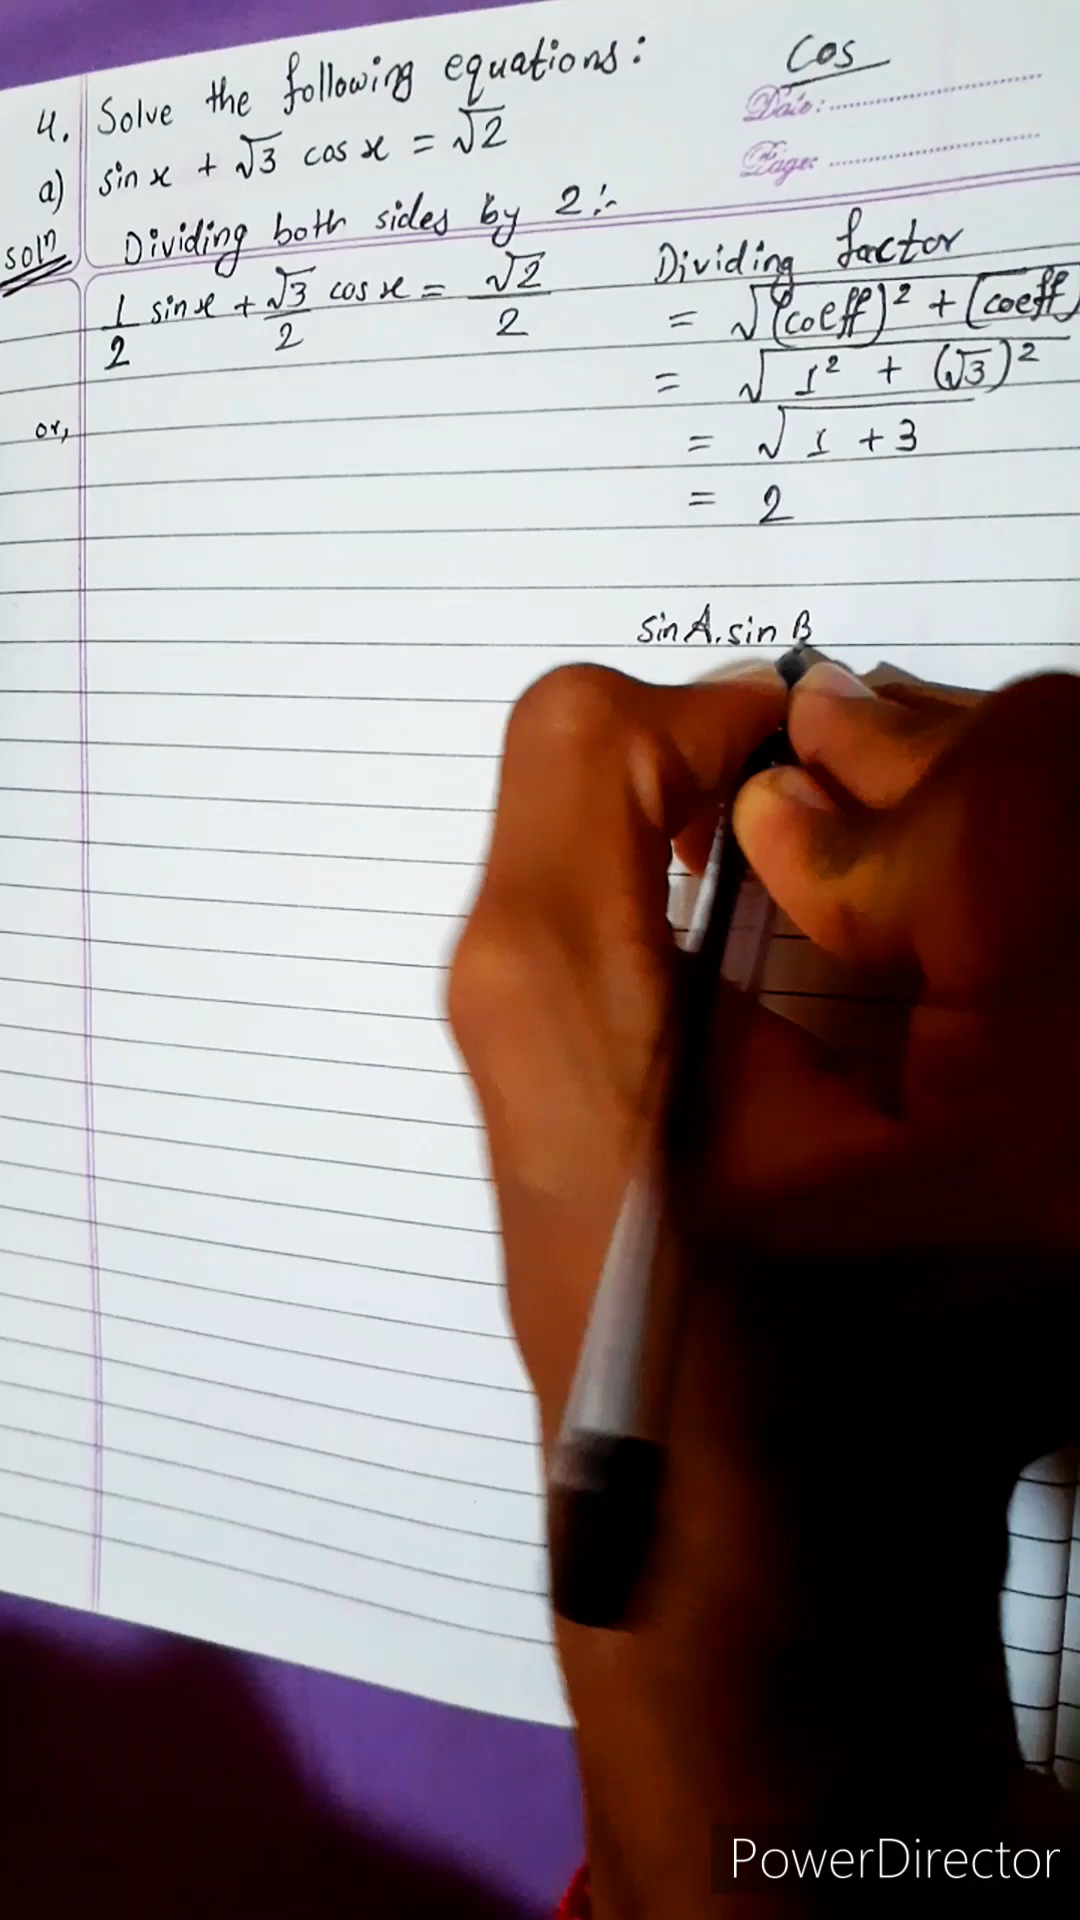 cos
4. Solve the following equations:
a) sin x + √3 cos x = √2
Date:
Page:
soln Dividing both sides by 2:-
1/2 sin x + √3/2 cos x = √2/2
or,
Dividing factor
= √(coeff)² + (coeff)
= √1² + (√3)²
= √1 + 3
= 2
sin A. sin B
PowerDirector